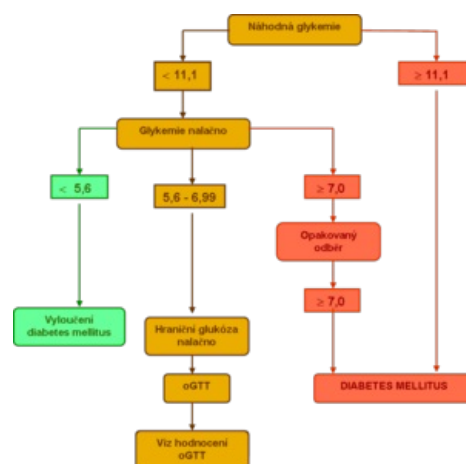 Náhodná glykemie
< 11,1
≥ 11,1
Glykemie nalačno
< 5,6
5,6 - 6,99
≥ 7,0
Opakovaný
odběr
≥ 7,0
Vyloučení
diabetes mellitus
Hraniční glukóza
nalačno
oGTT
DIABETES MELLITUS
Viz hodnocení
oGTT